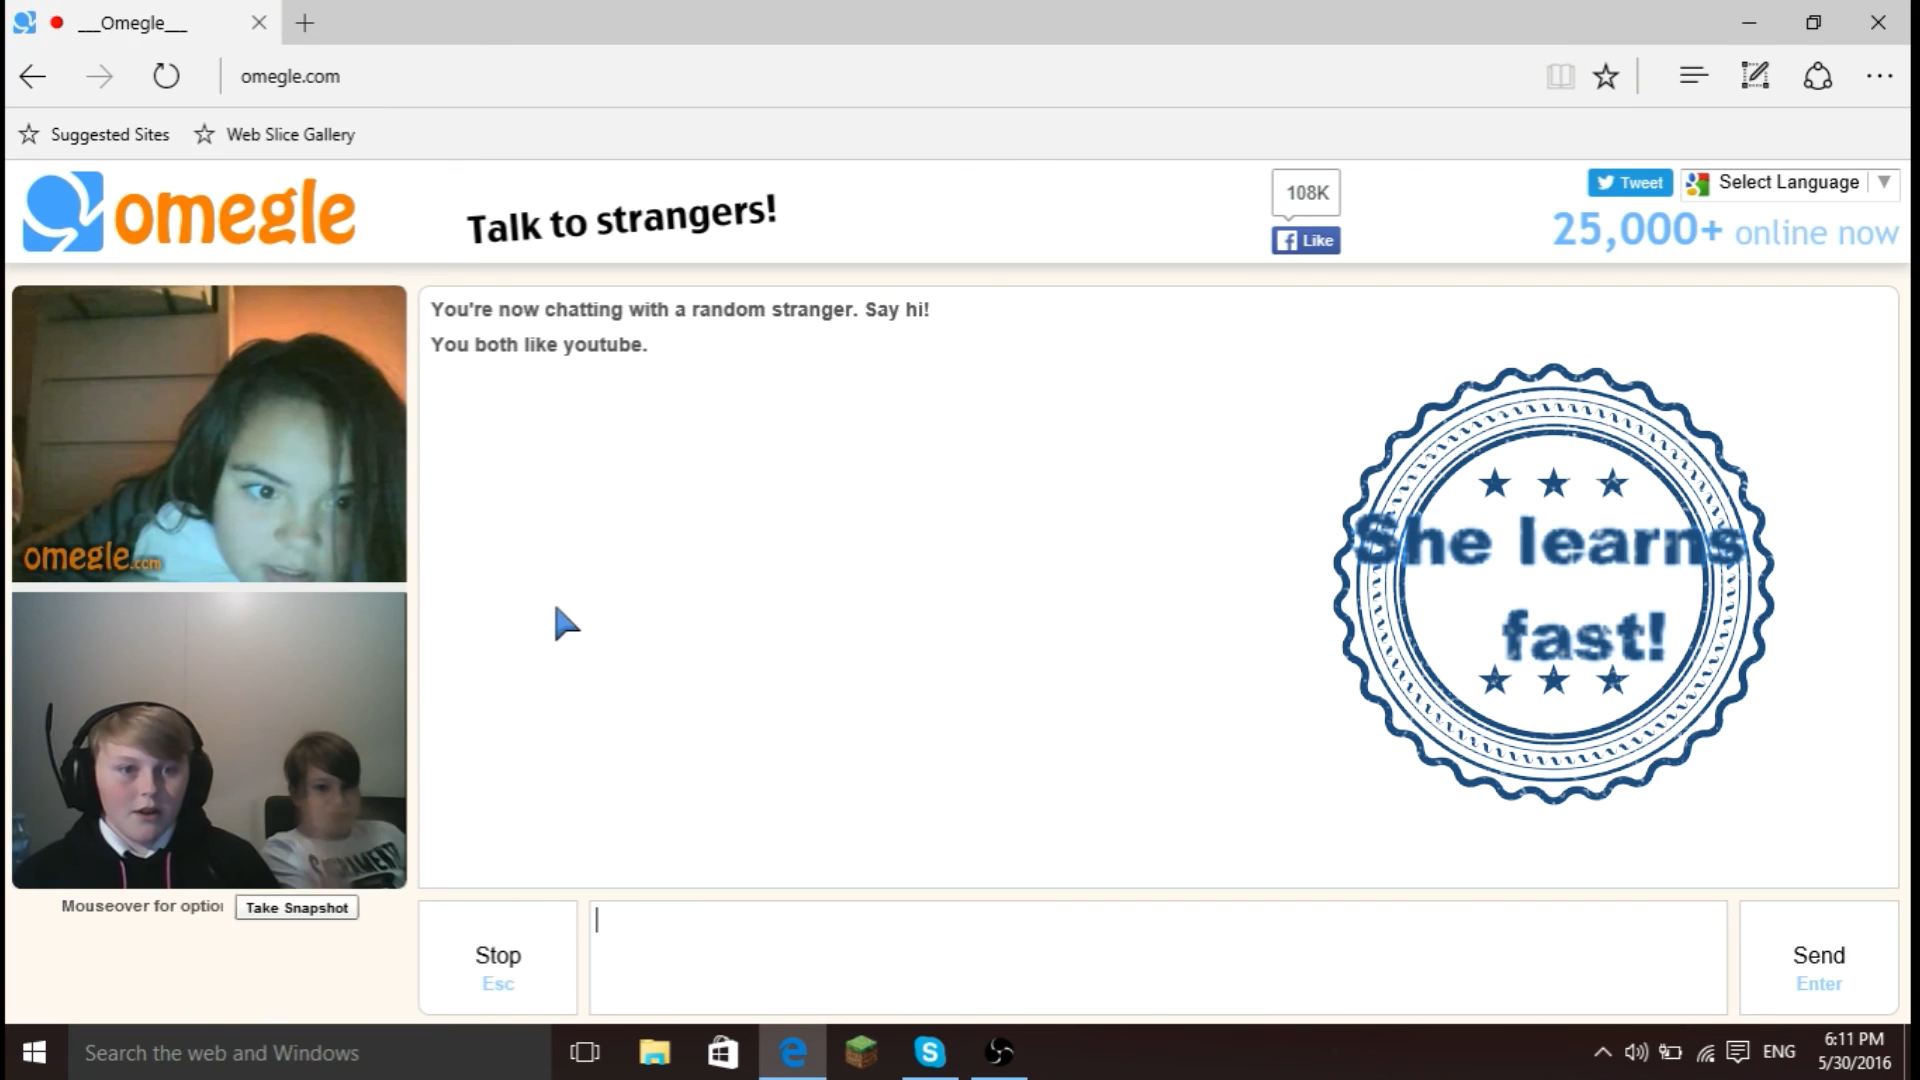 ___Omegle___
omegle.com
Suggested Sites
Web Slice Gallery
omegle
Talk to strangers!
108K
Like
Tweet
Select Language
25,000+ online now
You're now chatting with a random stranger. Say hi!
You both like youtube.
omegle.com
She learns
fast!
Mouseover for optio
Take Snapshot
Stop
Esc
Send
Enter
Search the web and Windows
ENG
6:11 PM
5/30/2016